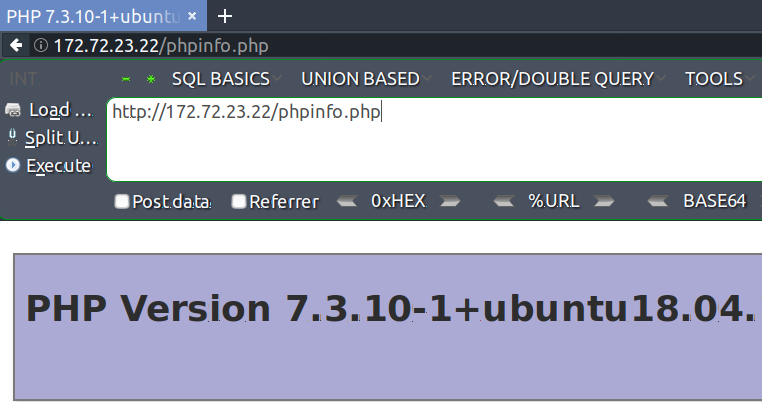 PHP 7.3.10-1+ubuntu
172.72.23.22/phpinfo.php
INT SQL BASICS UNION BASED ERROR/DOUBLE QUERY TOOLS
Load ...
http://172.72.23.22/phpinfo.php
Split U...
Execute
Post data Referrer 0xHEX %URL BASE64
PHP Version 7.3.10-1+ubuntu18.04.